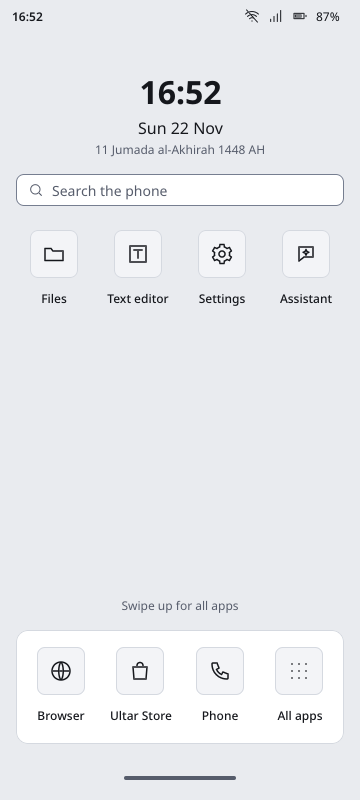 16:52
87%
16:52
Sun 22 Nov
11 Jumada al-Akhirah 1448 AH
Search the phone
Files
Text editor
Settings
Assistant
Swipe up for all apps
Browser
Ultar Store
Phone
All apps